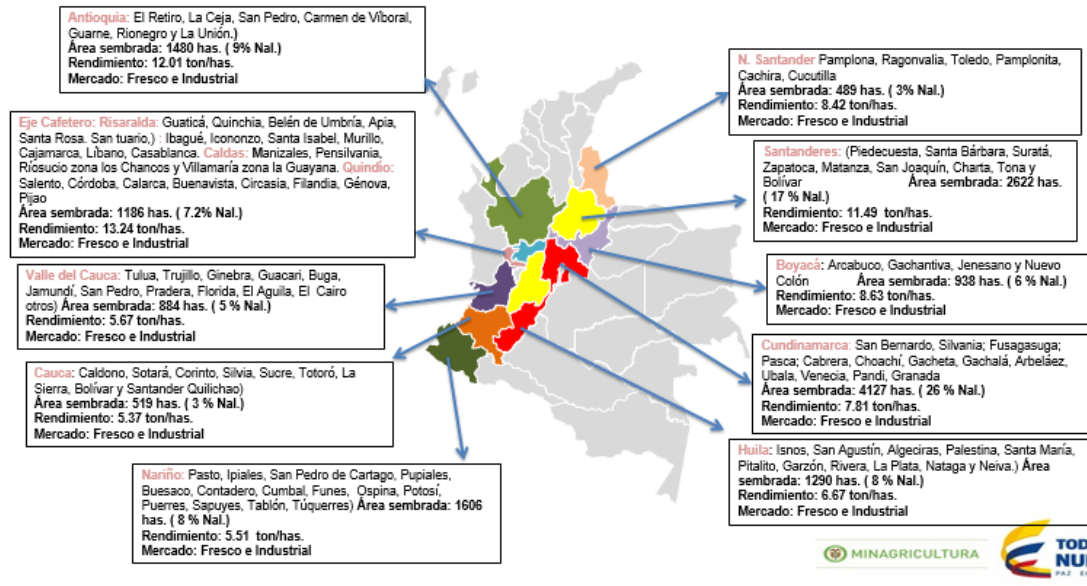 Antioquia: El Retiro, La Ceja, San Pedro, Carmen de Víboral,
Guarne, Rionegro y La Unión.)
Área sembrada: 1480 has. ( 9% Nal.)
Rendimiento: 12.01 ton/has.
Mercado: Fresco e Industrial
Eje Cafetero: Risaralda: Guaticá, Quinchia, Belén de Umbría, Apia,
Santa Rosa. San tuario,) : Ibagué, Icononzo, Santa Isabel, Murillo,
Cajamarca, Líbano, Casablanca. Caldas: Manizales, Pensilvania,
Ríosucio zona los Chancos y Villamaría zona la Guayana. Quindio:
Salento, Córdoba, Calarca, Buenavista, Circasia, Filandia, Génova,
Pijao
Área sembrada: 1186 has. ( 7.2% Nal.)
Rendimiento: 13.24 ton/has.
Mercado: Fresco e Industrial
Valle del Cauca: Tulua, Trujillo, Ginebra, Guacari, Buga,
Jamundí, San Pedro, Pradera, Florida, El Aguila, El Cairo
otros) Área sembrada: 884 has. ( 5 % Nal.)
Rendimiento: 5.67 ton/has.
Mercado: Fresco e Industrial
Cauca: Caldono, Sotará, Corinto, Silvia, Sucre, Totoró, La
Sierra, Bolívar y Santander Quilichao)
Área sembrada: 519 has. ( 3 % Nal.)
Rendimiento: 5.37 ton/has.
Mercado: Fresco e Industrial
Nariño: Pasto, Ipiales, San Pedro de Cartago, Pupiales,
Buesaco, Contadero, Cumbal, Funes, Ospina, Potosí,
Puerres, Sapuyes, Tablón, Túquerres) Área sembrada: 1606
has. ( 8 % Nal.)
Rendimiento: 5.51 ton/has.
Mercado: Fresco e Industrial
N. Santander Pamplona, Ragonvalia, Toledo, Pamplonita,
Cachira, Cucutilla
Área sembrada: 489 has. ( 3% Nal.)
Rendimiento: 8.42 ton/has.
Mercado: Fresco e Industrial
Santanderes: (Piedecuesta, Santa Bárbara, Suratá,
Zapatoca, Matanza, San Joaquín, Charta, Tona y
Bolívar Área sembrada: 2622 has.
( 17 % Nal.)
Rendimiento: 11.49 ton/has.
Mercado: Fresco e Industrial
Boyacá: Arcabuco, Gachantiva, Jenesano y Nuevo
Colón Área sembrada: 938 has. ( 6 % Nal.)
Rendimiento: 8.63 ton/has.
Mercado: Fresco e Industrial
Cundinamarca: San Bernardo, Silvania; Fusagasuga;
Pasca; Cabrera, Choachí, Gacheta, Gachalá, Arbeláez,
Ubala, Venecia, Pandi, Granada
Área sembrada: 4127 has. ( 26 % Nal.)
Rendimiento: 7.81 ton/has.
Mercado: Fresco e Industrial
Huila: Isnos, San Agustín, Algeciras, Palestina, Santa María,
Pitalito, Garzón, Rivera, La Plata, Nataga y Neiva.) Área
sembrada: 1290 has. ( 8 % Nal.)
Rendimiento: 6.67 ton/has.
Mercado: Fresco e Industrial
MINAGRICULTURA
TOD
NUE